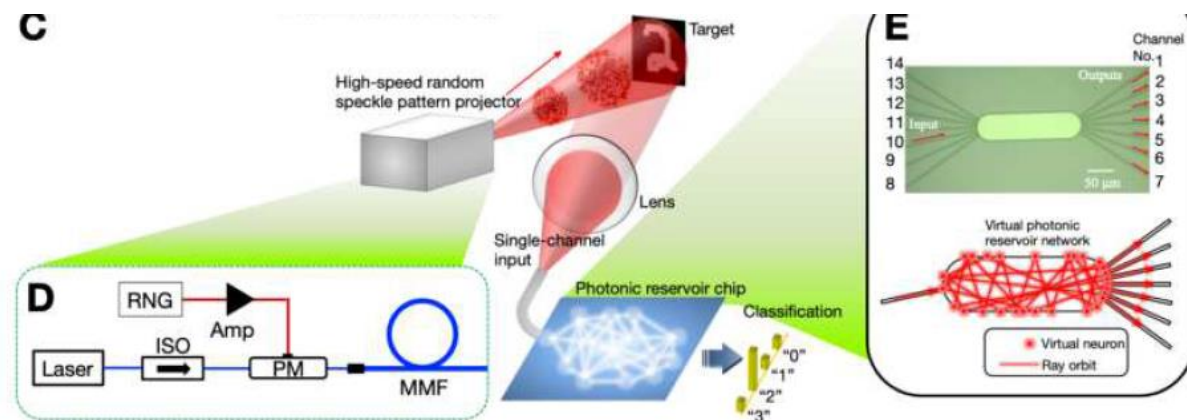 C
Target
High-speed random
speckle pattern projector
Lens
Single-channel
input
Photonic reservoir chip
Classification
"0"
"1"
"2"
"3"
D
RNG
Amp
Laser
ISO
PM
MMF
E
Channel
No.
14
13
12
11
10
9
8
Input
Outputs
50 μm
1
2
3
4
5
6
7
Virtual photonic
reservoir network
Virtual neuron
Ray orbit